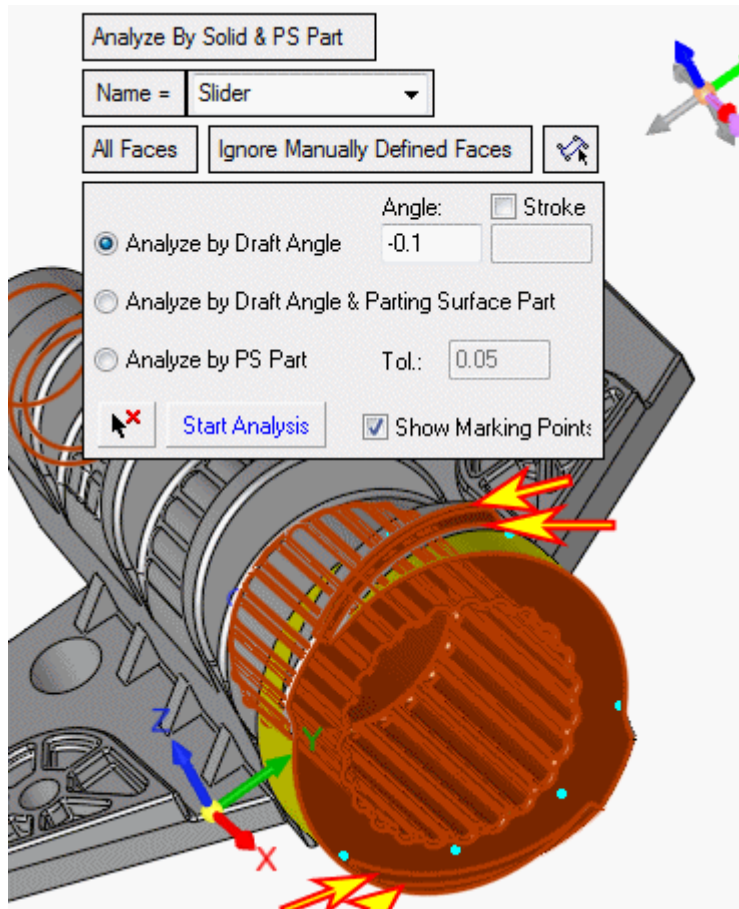 Analyze By Solid & PS Part
Name = Slider
All Faces Ignore Manually Defined Faces
Angle: Stroke
Analyze by Draft Angle -0.1
Analyze by Draft Angle & Parting Surface Part
Analyze by PS Part Tol.: 0.05
Start Analysis Show Marking Points
Z
Y
X